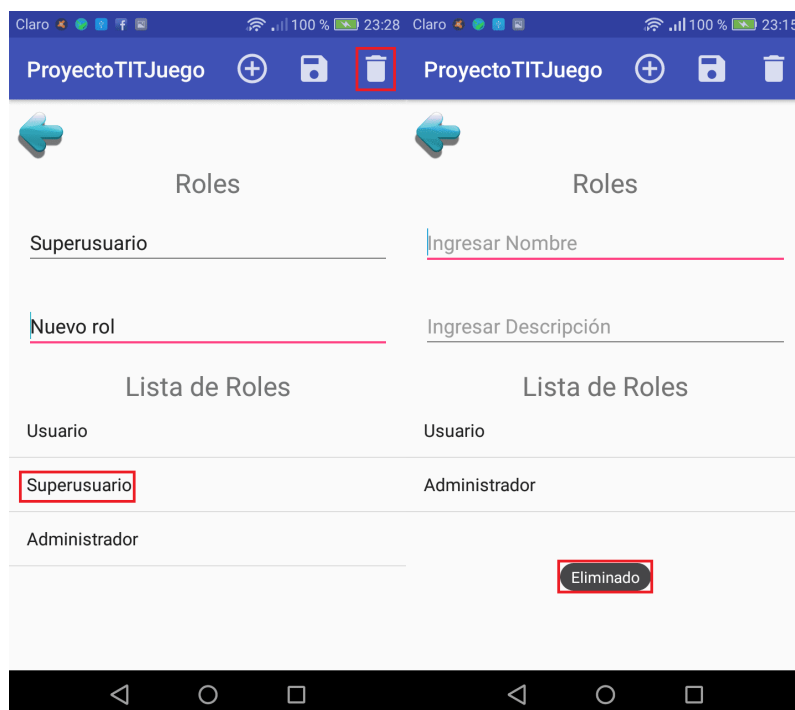 Claro 100 % 23:28
ProyectoTITJuego
Roles
Superusuario
Nuevo rol
Lista de Roles
Usuario
Superusuario
Administrador
Claro 100 % 23:15
ProyectoTITJuego
Roles
Ingresar Nombre
Ingresar Descripción
Lista de Roles
Usuario
Administrador
Eliminado